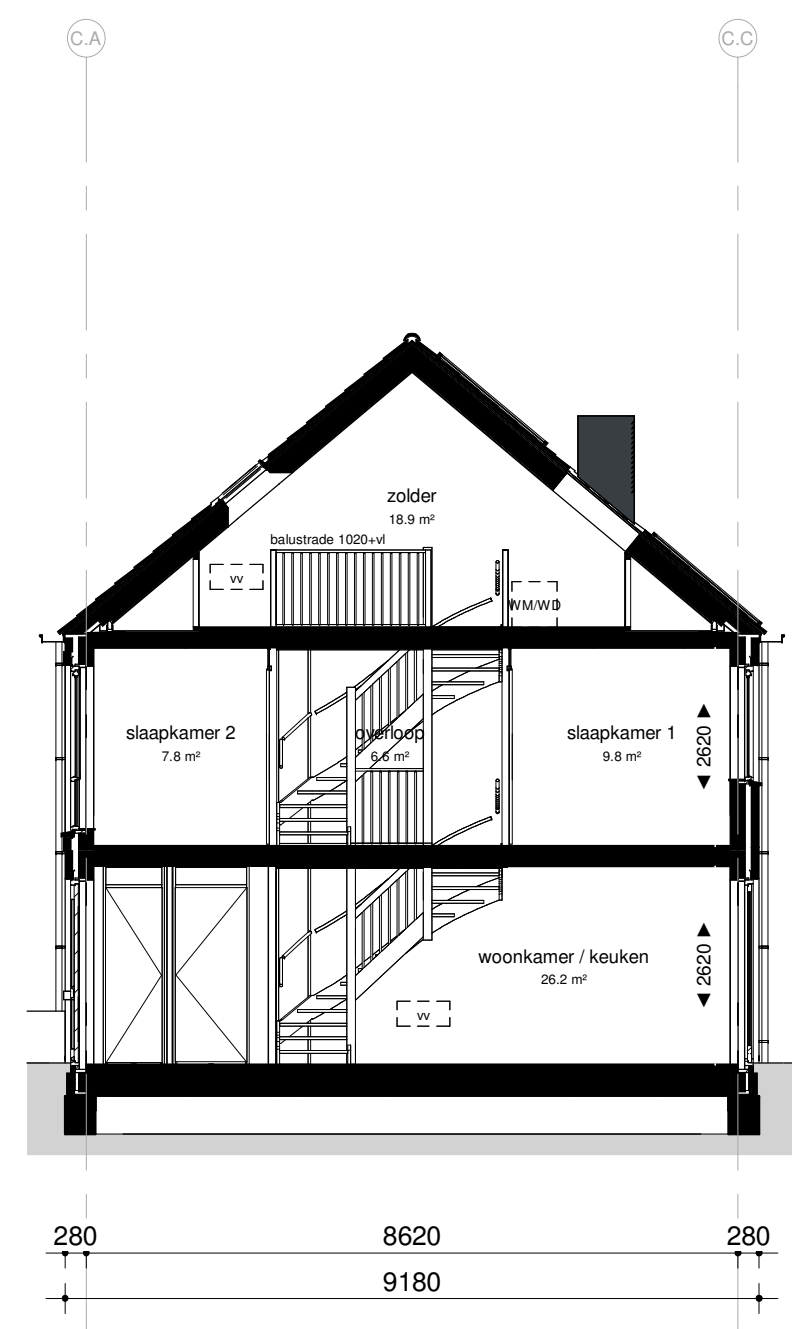 C.A
C.C
zolder
18.9 m²
balustrade 1020+vl
vv
WM/WD
slaapkamer 2
7.8 m²
overloop
6.6 m²
slaapkamer 1
9.8 m²
2620
woonkamer / keuken
26.2 m²
2620
vv
280
8620
280
9180